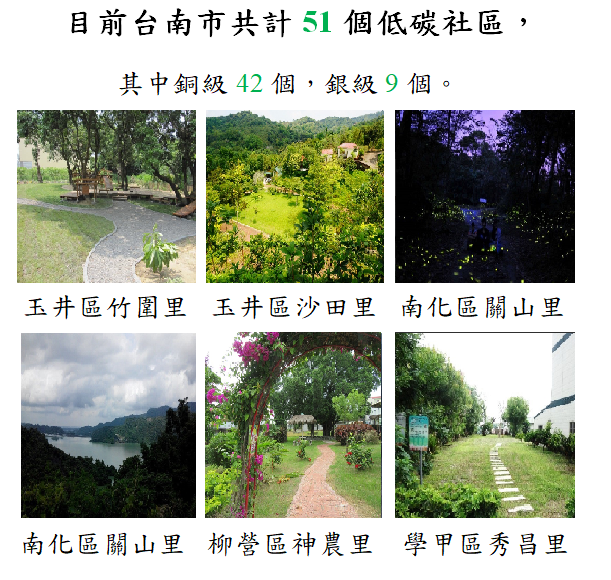 目前台南市共計 51 個低碳社區，
其中銅級 42 個，銀級 9 個。
玉井區竹圍里
玉井區沙田里
南化區關山里
南化區關山里
柳營區神農里
學甲區秀昌里